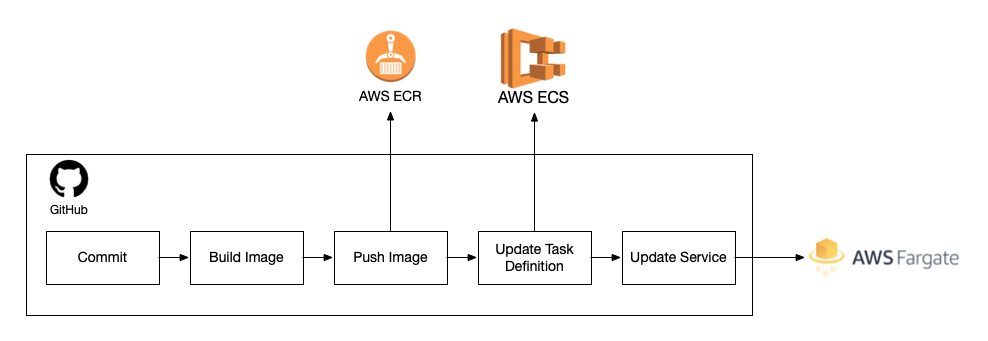 AWS ECR
AWS ECS
GitHub
Commit
Build Image
Push Image
Update Task
Definition
Update Service
AWS Fargate